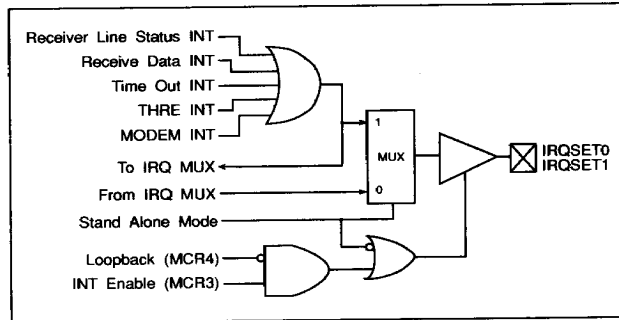 Receiver Line Status INT
Receive Data INT
Time Out INT
THRE INT
MODEM INT
To IRQ MUX
From IRQ MUX
Stand Alone Mode
Loopback (MCR4)
INT Enable (MCR3)
1
MUX
0
IRQSET0
IRQSET1